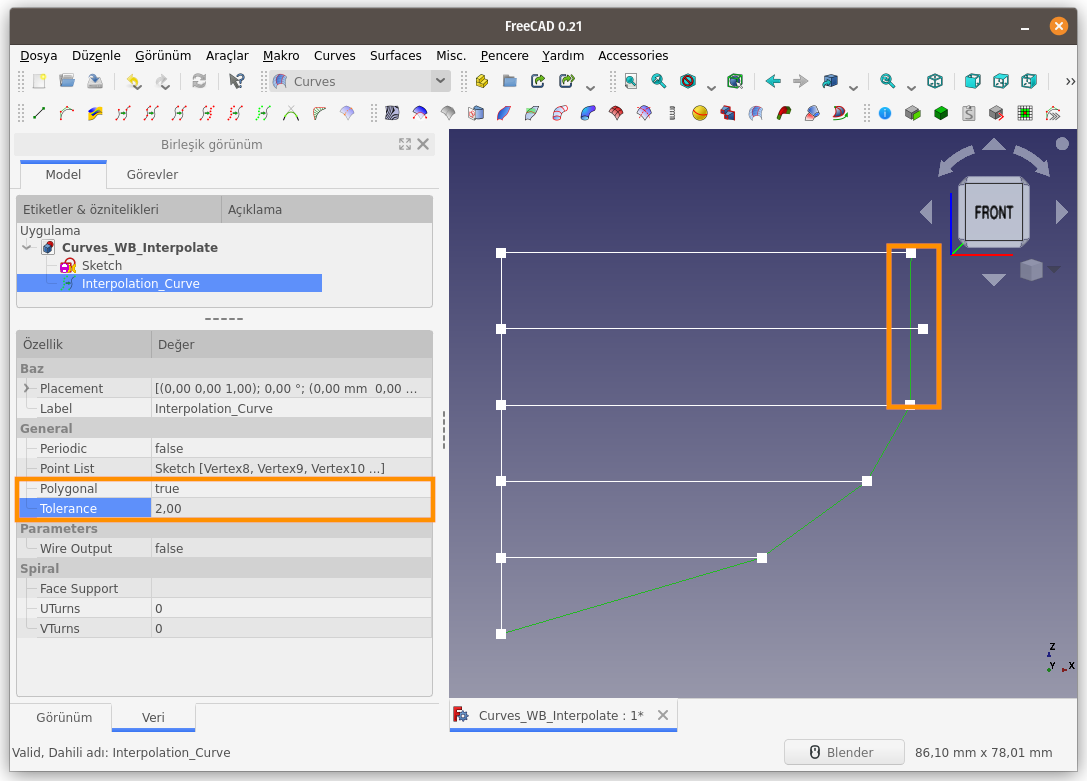 FreeCAD 0.21
Dosya Düzenle Görünüm Araçlar Makro Curves Surfaces Misc. Pencere Yardım Accessories
Curves
Birleşik görünüm
Model Görevler
Etiketler & öznitelikleri Açıklama
Uygulama
Curves_WB_Interpolate
Sketch
Interpolation_Curve
Özellik Değer
Baz
Placement [(0,00 0,00 1,00); 0,00 °; (0,00 mm 0,00 ...
Label Interpolation_Curve
General
Periodic false
Point List Sketch [Vertex8, Vertex9, Vertex10 ...]
Polygonal true
Tolerance 2,00
Parameters
Wire Output false
Spiral
Face Support
UTurns 0
VTurns 0
Görünüm Veri
FRONT
Z
Y X
Curves_WB_Interpolate : 1*
Valid, Dahili adı: Interpolation_Curve
Blender 86,10 mm x 78,01 mm